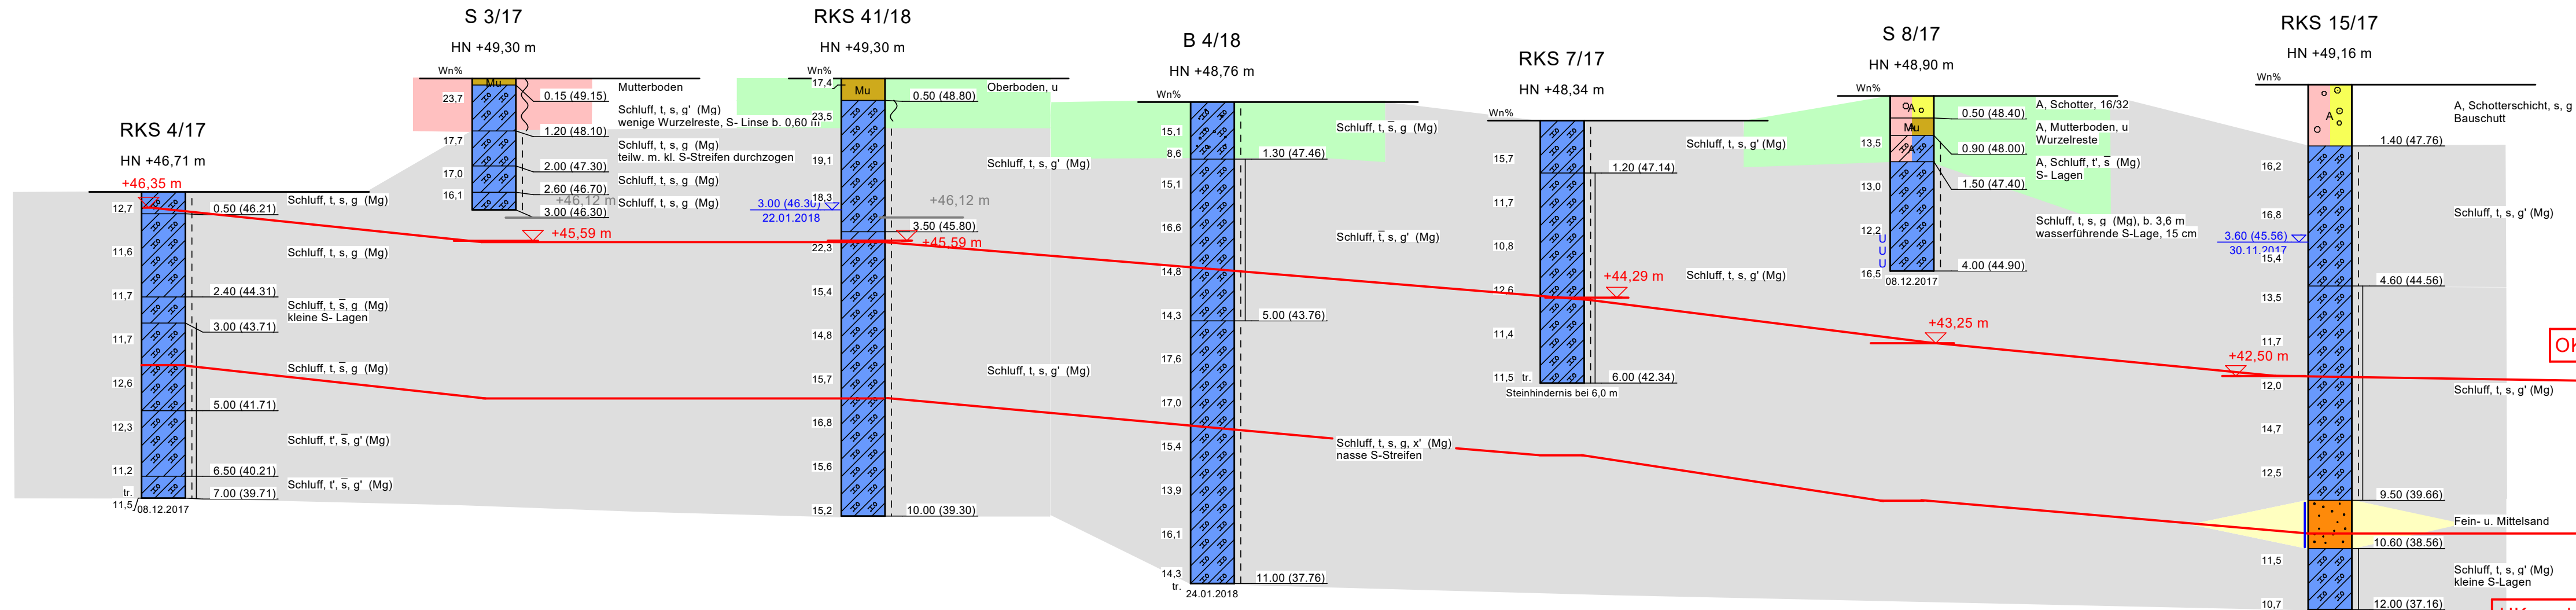 RKS 4/17
HN +46,71 m
+46,35 m
12,7
11,6
11,7
11,7
12,6
12,3
11,2
tr.
11,5
08.12.2017
0.50 (46.21)
2.40 (44.31)
3.00 (43.71)
5.00 (41.71)
6.50 (40.21)
7.00 (39.71)
Schluff, t, s, g (Mg)
Schluff, t, s, g (Mg)
Schluff, t, s̅, g (Mg)
kleine S- Lagen
Schluff, t, s̅, g (Mg)
Schluff, t', s̅, g' (Mg)
Schluff, t', s̅, g' (Mg)
S 3/17
HN +49,30 m
Wn%
Mu
23,7
17,7
17,0
16,1
0.15 (49.15)
1.20 (48.10)
2.00 (47.30)
2.60 (46.70)
+46,12 m
3.00 (46.30)
+45,59 m
Mutterboden
Schluff, t, s, g' (Mg)
wenige Wurzelreste, S- Linse b. 0,60 m
Schluff, t, s, g (Mg)
teilw. m. kl. S-Streifen durchzogen
Schluff, t, s, g (Mg)
Schluff, t, s, g (Mg)
RKS 41/18
HN +49,30 m
Wn%
Mu
17,4
23,5
19,1
18,3
3.00 (46.30)
22.01.2018
22,3
15,4
14,8
15,7
16,8
15,6
15,2
0.50 (48.80)
+46,12 m
3.50 (45.80)
+45,59 m
10.00 (39.30)
Oberboden, u
Schluff, t, s, g' (Mg)
Schluff, t, s, g' (Mg)
B 4/18
HN +48,76 m
Wn%
15,1
8,6
15,1
16,6
14,8
14,3
17,6
17,0
15,4
13,9
16,1
14,3
tr.
24.01.2018
1.30 (47.46)
5.00 (43.76)
11.00 (37.76)
Schluff, t, s̅, g (Mg)
Schluff, t̅, s, g' (Mg)
Schluff, t, s, g, x' (Mg)
nasse S-Streifen
RKS 7/17
HN +48,34 m
Wn%
15,7
11,7
10,8
12,6
11,4
11,5 tr.
1.20 (47.14)
+44,29 m
6.00 (42.34)
Steinhindernis bei 6,0 m
Schluff, t, s, g' (Mg)
Schluff, t, s, g' (Mg)
S 8/17
HN +48,90 m
Wn%
A
Mu
A
13,5
13,0
12,2
U
U
U
16,5
08.12.2017
0.50 (48.40)
0.90 (48.00)
1.50 (47.40)
4.00 (44.90)
+43,25 m
A, Schotter, 16/32
A, Mutterboden, u
Wurzelreste
A, Schluff, t', s̅ (Mg)
S- Lagen
Schluff, t, s, g (Mg), b. 3,6 m
wasserführende S-Lage, 15 cm
RKS 15/17
HN +49,16 m
Wn%
A
16,2
16,8
3.60 (45.56)
30.11.2017
15,4
13,5
11,7
+42,50 m
12,0
14,7
12,5
11,5
10,7
1.40 (47.76)
4.60 (44.56)
9.50 (39.66)
10.60 (38.56)
12.00 (37.16)
A, Schotterschicht, s, g
Bauschutt
Schluff, t, s, g' (Mg)
OK
Schluff, t, s, g' (Mg)
Fein- u. Mittelsand
Schluff, t, s, g' (Mg)
kleine S-Lagen